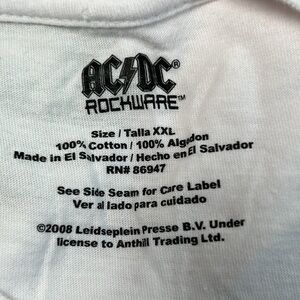 AC/DC®
ROCKWARE™
Size / Talla XXL
100% Cotton / 100% Algodon
Made in El Salvador / Hecho en El Salvador
RN# 86947
See Side Seam for Care Label
Ver al lado para cuidado
©2008 Leidseplein Presse B.V. Under
license to Anthill Trading Ltd.